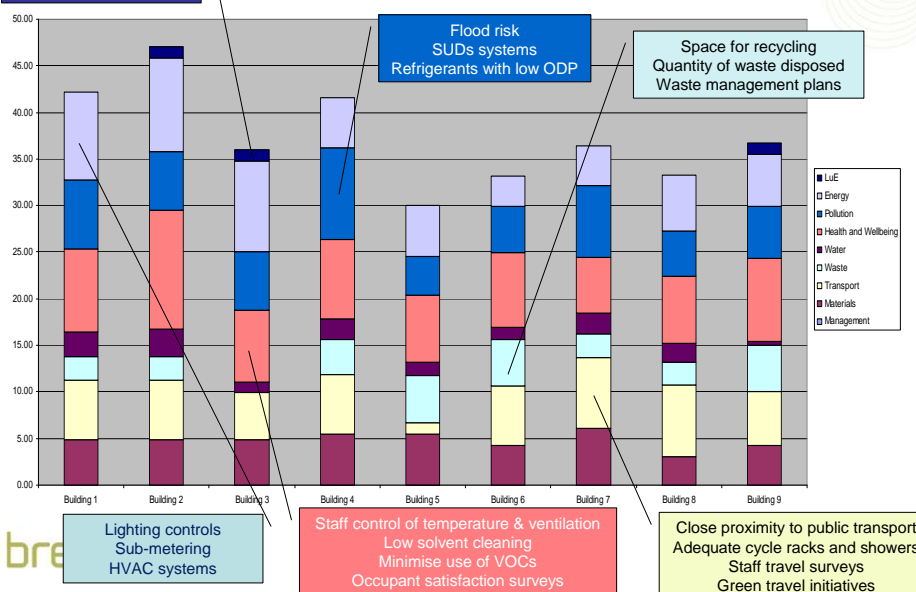 50.00
45.00
40.00
35.00
30.00
25.00
20.00
15.00
10.00
5.00
0.00
Flood risk
SUDs systems
Refrigerants with low ODP
Space for recycling
Quantity of waste disposed
Waste management plans
LuE
Energy
Pollution
Health and Wellbeing
Water
Waste
Transport
Materials
Management
Building 1
Building 2
Building 3
Building 4
Building 5
Building 6
Building 7
Building 8
Building 9
Lighting controls
Sub-metering
HVAC systems
Staff control of temperature & ventilation
Low solvent cleaning
Minimise use of VOCs
Occupant satisfaction surveys
Close proximity to public transport
Adequate cycle racks and showers
Staff travel surveys
Green travel initiatives
bre